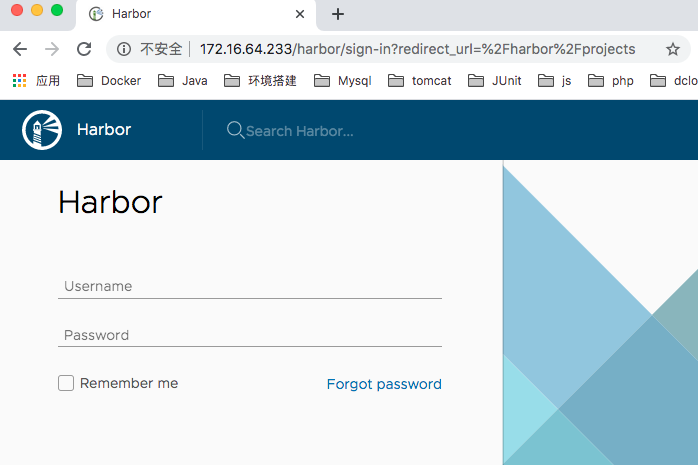 Harbor
不安全 172.16.64.233/harbor/sign-in?redirect_url=%2Fharbor%2Fprojects
应用 Docker Java 环境搭建 Mysql tomcat JUnit js php dclo
Harbor Search Harbor...
Harbor
Username
Password
Remember me Forgot password